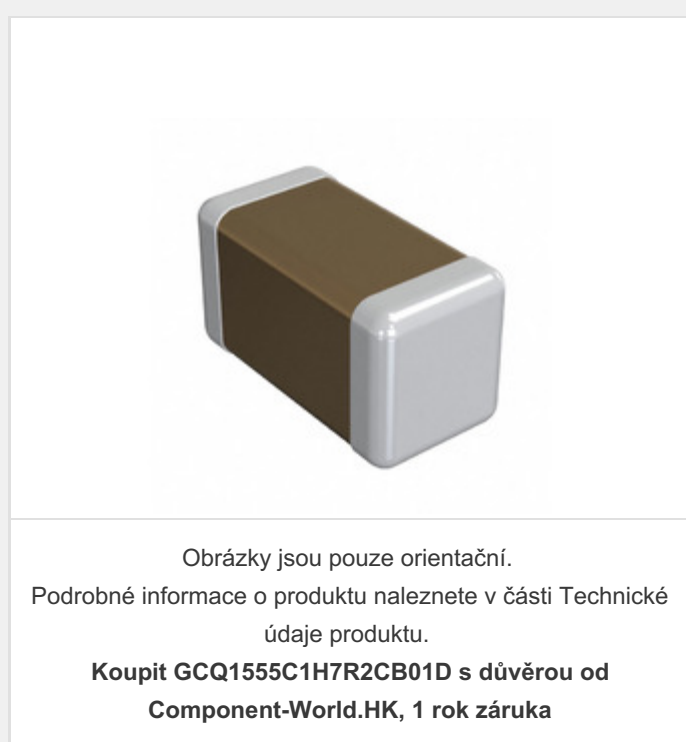 Obrázky jsou pouze orientační.
Podrobné informace o produktu naleznete v části Technické
údaje produktu.
Koupit GCQ1555C1H7R2CB01D s důvěrou od
Component-World.HK, 1 rok záruka